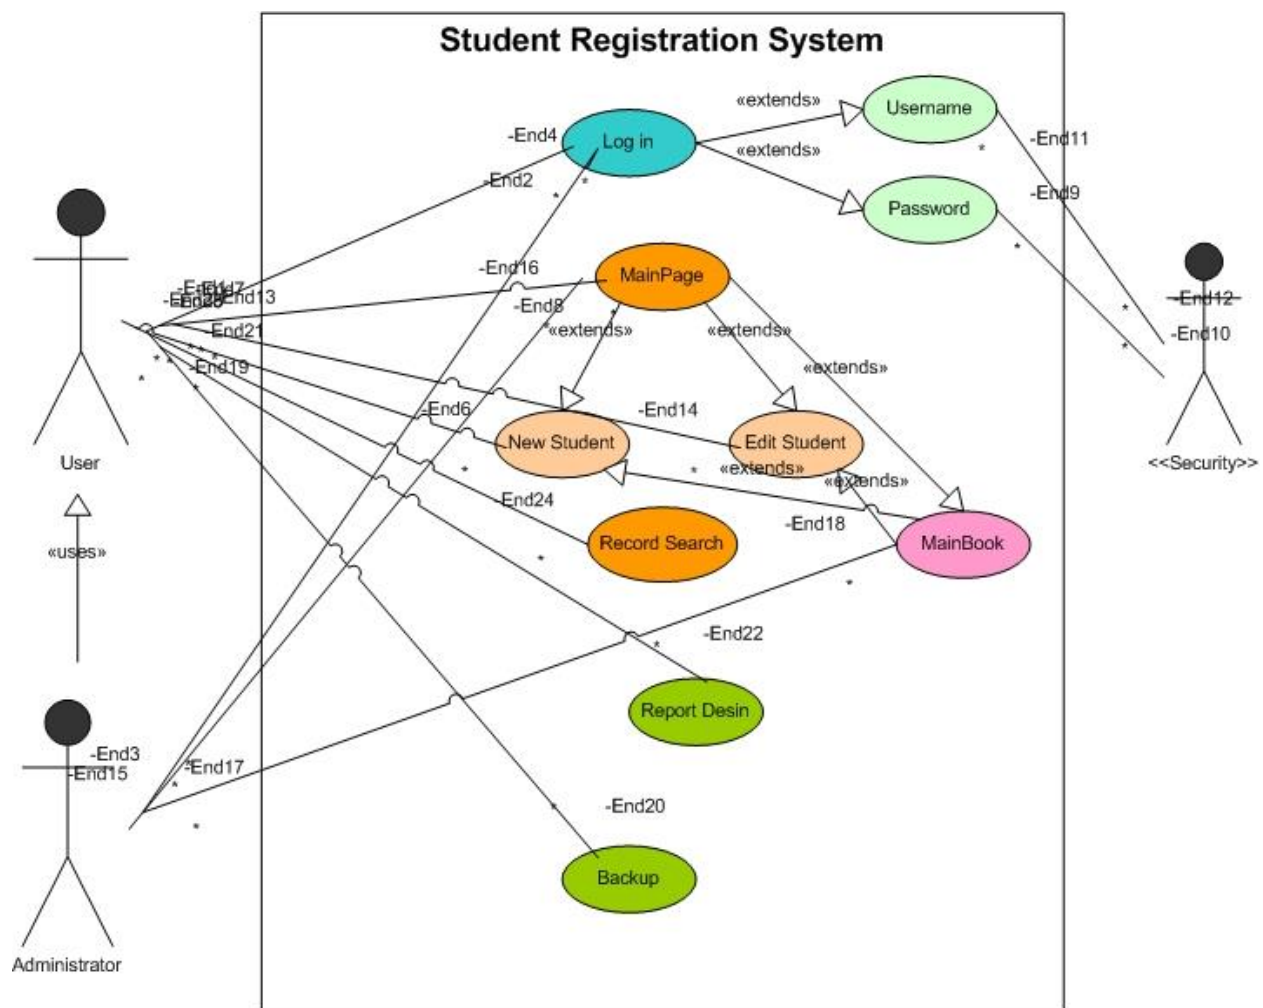 Student Registration System
«extends»
Username
-End4
Log in
-End11
«extends»
-End2
*
*
*
-End9
Password
*
-End16
MainPage
-End13
-End8
*
*
-End12
«extends»
«extends»
-End21
-End10
*
*
-End19
«extends»
*
-End6
-End14
New Student
Edit Student
User
<<Security>>
*
*
«extends»
«extends»
-End24
-End18
«uses»
Record Search
MainBook
*
*
-End22
*
Report Desin
-End3
-End15
-End17
*
*
-End20
*
Backup
Administrator